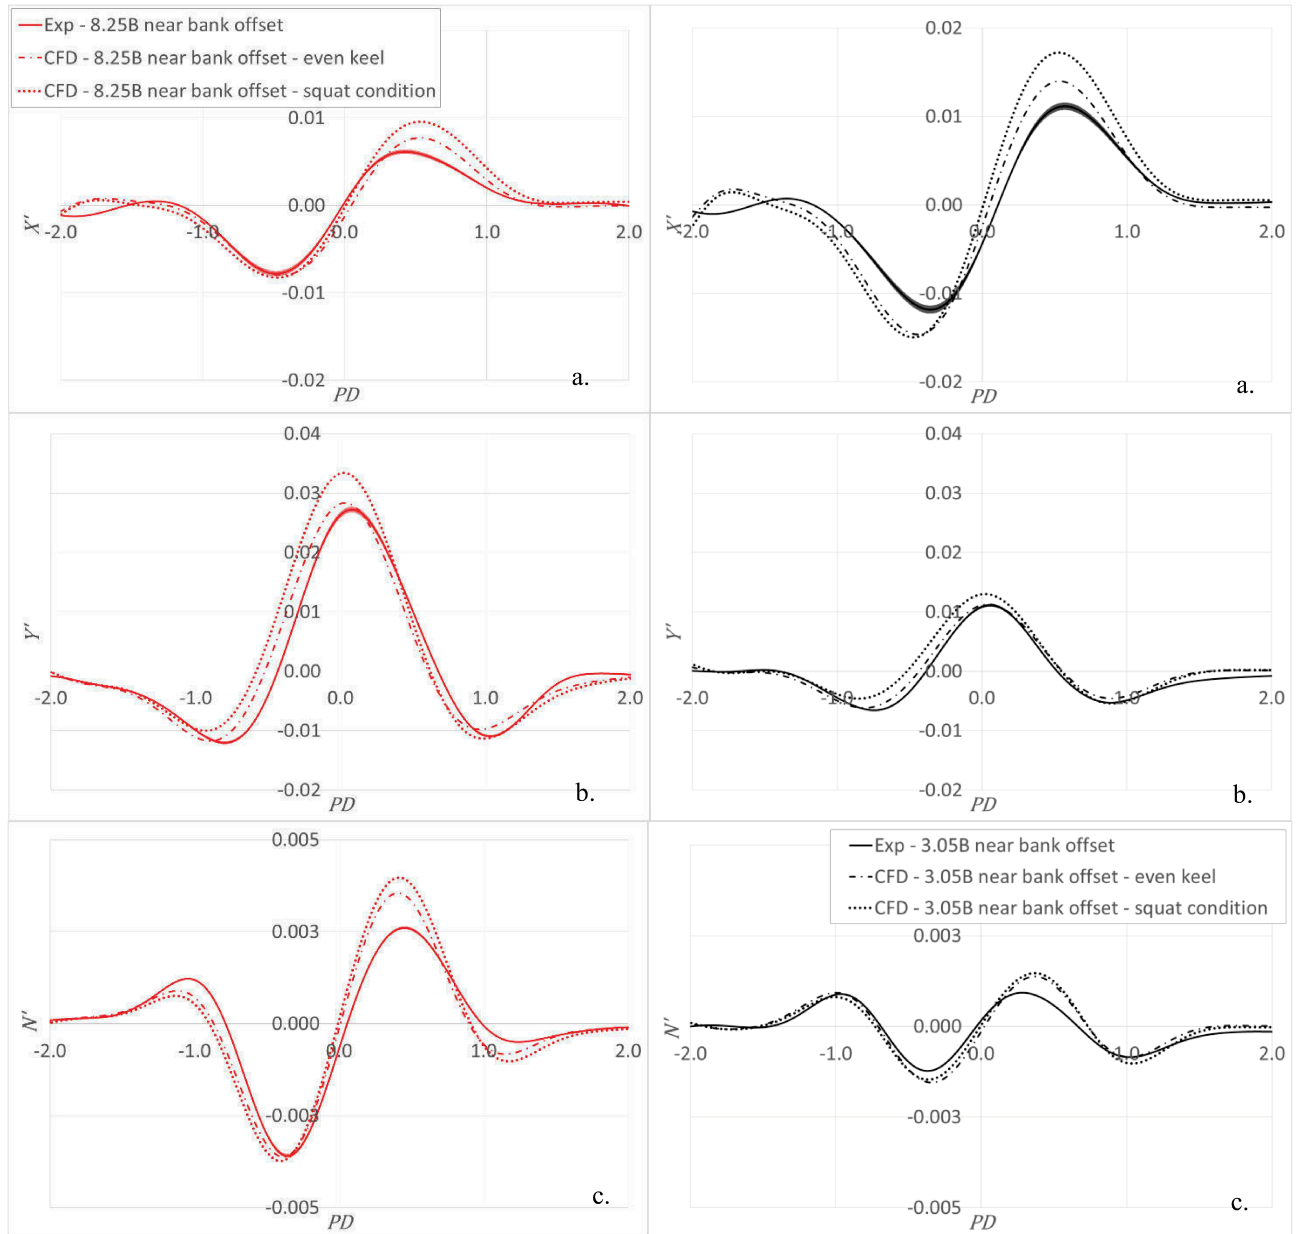 Exp - 8.25B near bank offset
CFD - 8.25B near bank offset - even keel
CFD - 8.25B near bank offset - squat condition
0.01
0.00
-0.01
-0.02
-2.0 -1.0 0.0 1.0 2.0
X'
PD
a.
0.02
0.01
0.00
-0.01
-0.02
-2.0 -1.0 0.0 1.0 2.0
X'
PD
a.
0.04
0.03
0.02
0.01
0.00
-0.01
-0.02
-2.0 -1.0 0.0 1.0 2.0
Y'
PD
b.
0.04
0.03
0.02
0.01
0.00
-0.01
-0.02
-2.0 -1.0 0.0 1.0 2.0
Y'
PD
b.
0.005
0.003
0.000
-0.003
-0.005
-2.0 -1.0 0.0 1.0 2.0
N'
PD
c.
Exp - 3.05B near bank offset
CFD - 3.05B near bank offset - even keel
CFD - 3.05B near bank offset - squat condition
0.003
0.000
-0.003
-0.005
-2.0 -1.0 0.0 1.0 2.0
N'
PD
c.